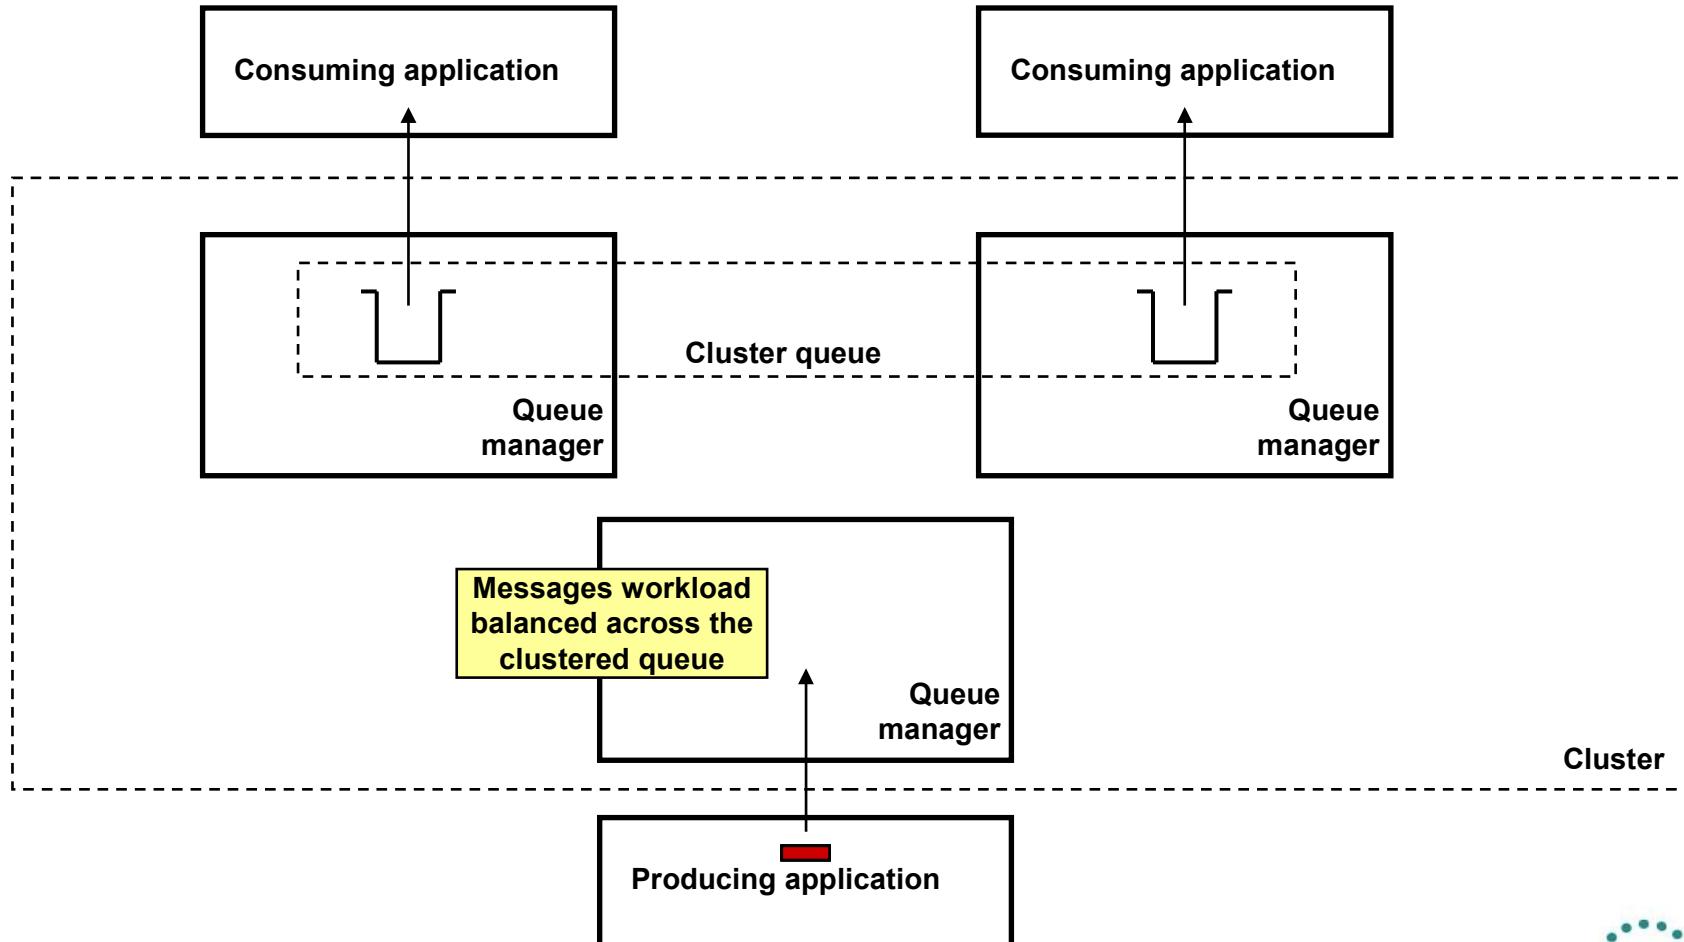 Consuming application
Consuming application
Cluster queue
Queue
manager
Queue
manager
Messages workload
balanced across the
clustered queue
Queue
manager
Cluster
Producing application